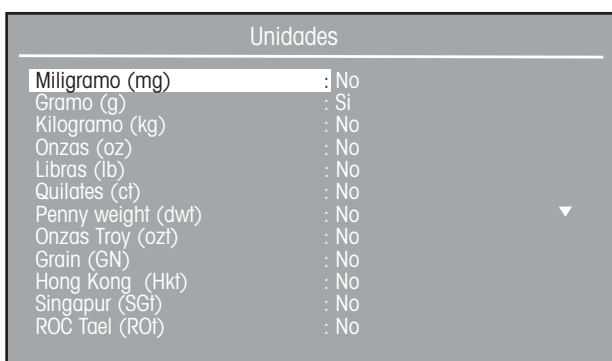 Unidades
Miligramo (mg) : No
Gramo (g) : Si
Kilogramo (kg) : No
Onzas (oz) : No
Libras (lb) : No
Quilates (ct) : No
Penny weight (dwt) : No
Onzas Troy (ozt) : No
Grain (GN) : No
Hong Kong (Hkt) : No
Singapur (SGt) : No
ROC Tael (ROt) : No